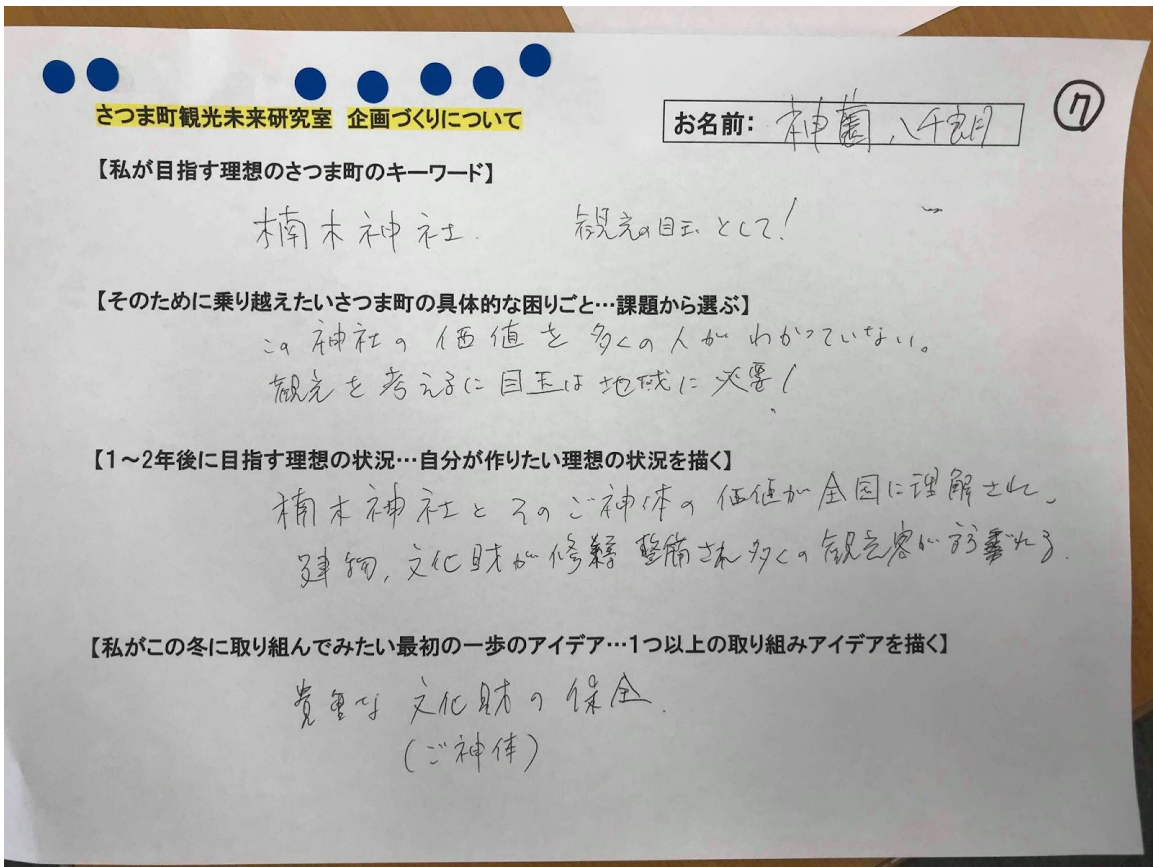 さつま町観光未来研究室 企画づくりについて
お名前: 神薗 八千
⑦
【私が目指す理想のさつま町のキーワード】
楠木神社. 観光の目玉として!
【そのために乗り越えたいさつま町の具体的な困りごと…課題から選ぶ】
この神社の価値を多くの人がわかっていない。
観光を考えるに目玉は地域に必要!
【1～2年後に目指す理想の状況…自分が作りたい理想の状況を描く】
楠木神社とそのご神体の価値が全国に理解され、
建物,文化財が修繕整備され多くの観光客が訪れる.
【私がこの冬に取り組んでみたい最初の一歩のアイデア…1つ以上の取り組みアイデアを描く】
貴重な文化財の保全.
(ご神体)